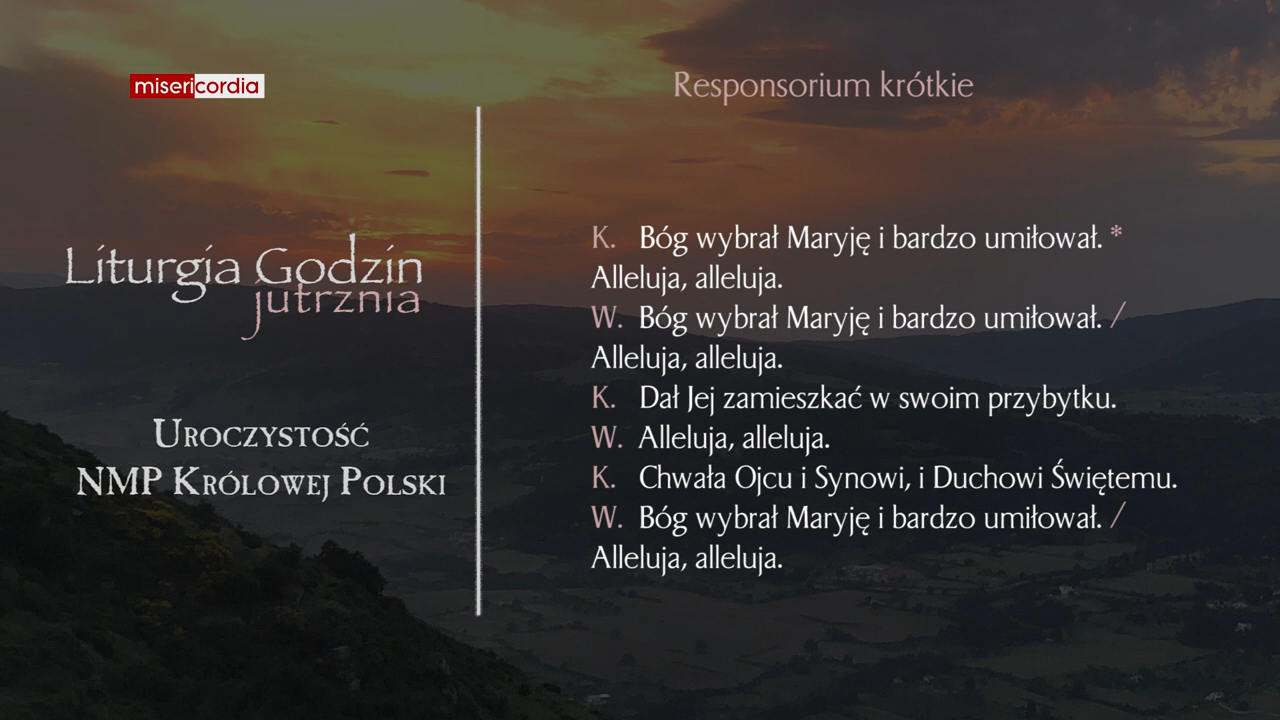 misericordia
Liturgia Godzin
jutrznia
Uroczystość
NMP Królowej Polski
Responsorium krótkie
K. Bóg wybrał Maryję i bardzo umiłował. *
Alleluja, alleluja.
W. Bóg wybrał Maryję i bardzo umiłował. /
Alleluja, alleluja.
K. Dał Jej zamieszkać w swoim przybytku.
W. Alleluja, alleluja.
K. Chwała Ojcu i Synowi, i Duchowi Świętemu.
W. Bóg wybrał Maryję i bardzo umiłował. /
Alleluja, alleluja.